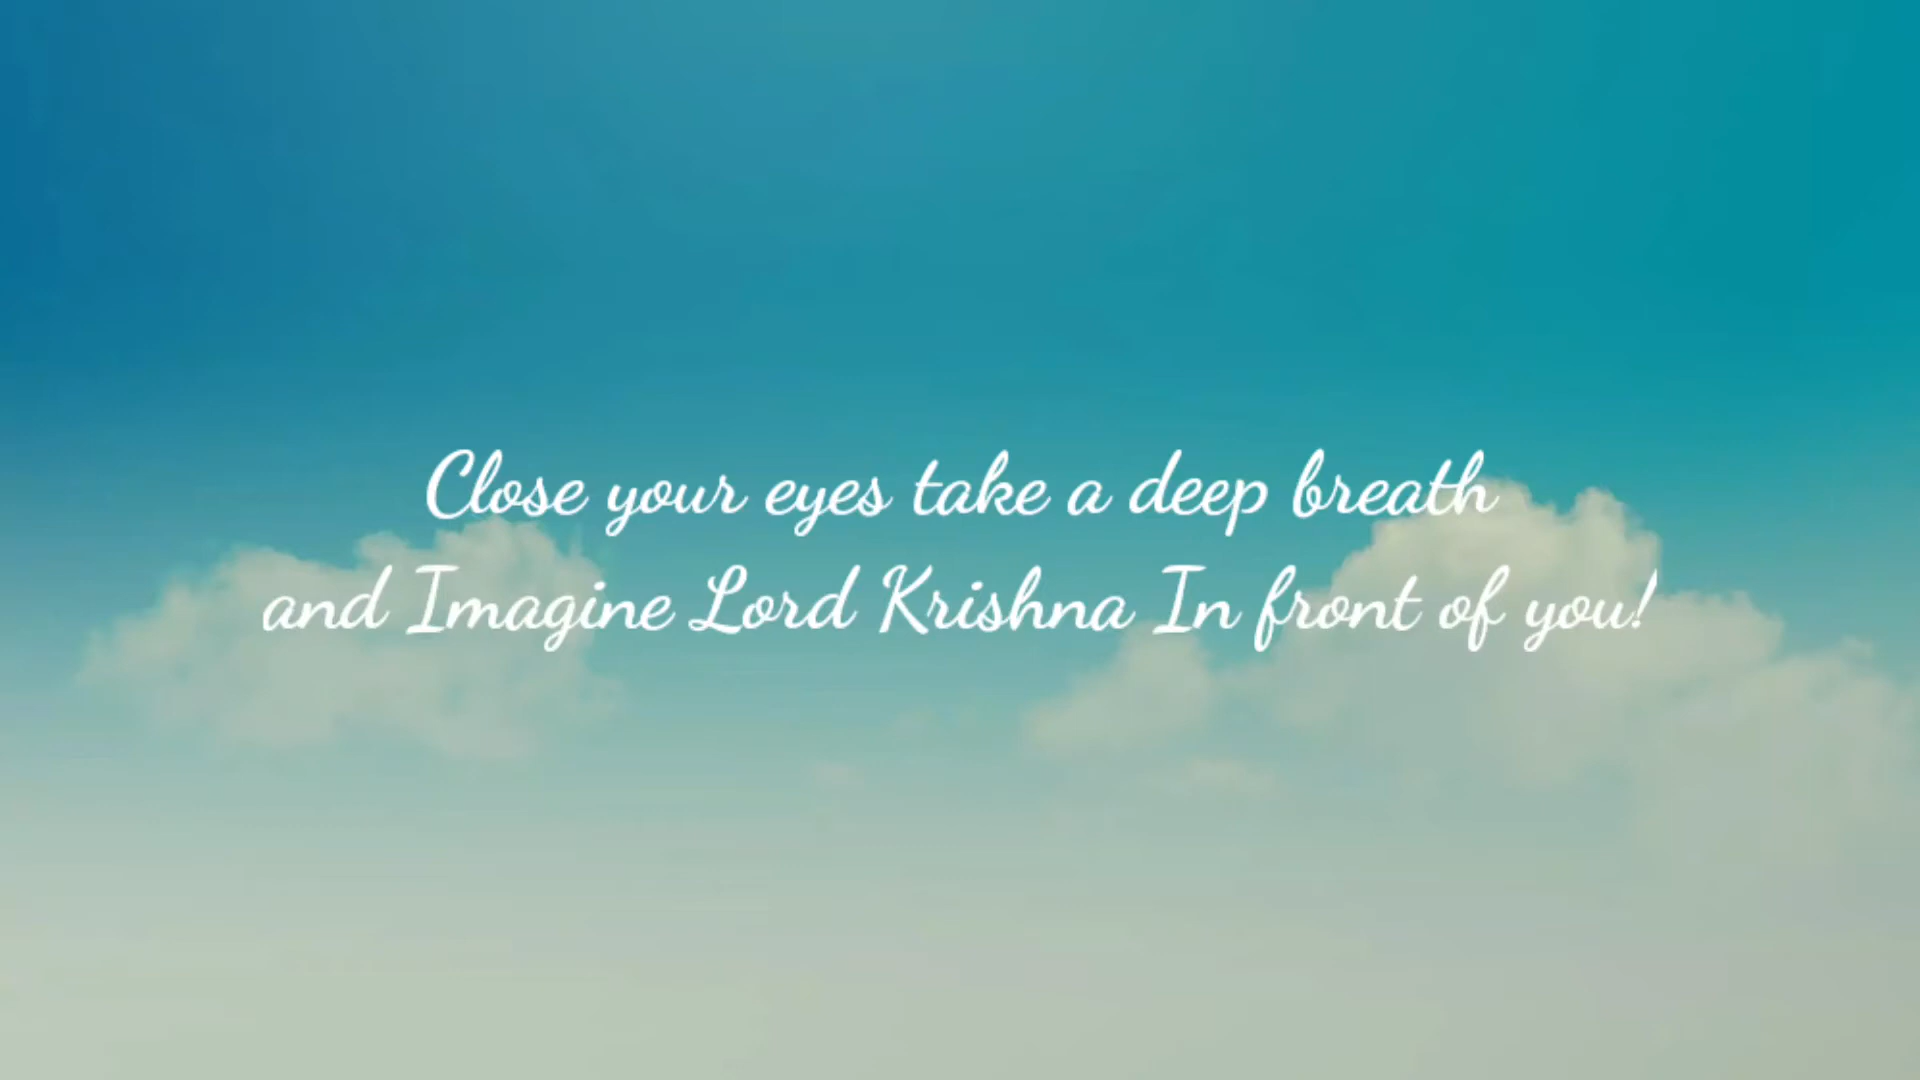 Close your eyes take a deep breath
and Imagine Lord Krishna In front of you!